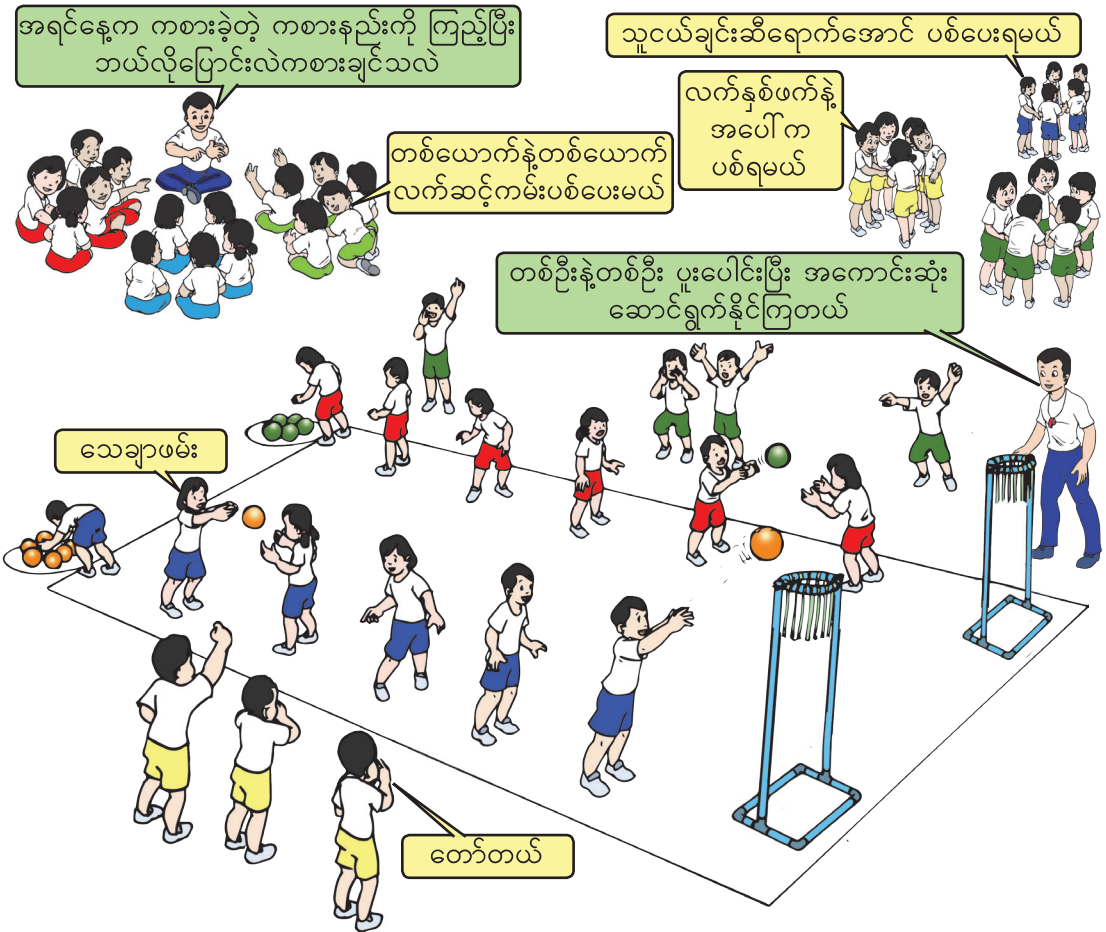 အရင်နေ့က ကစားခဲ့တဲ့ ကစားနည်းကို ကြည့်ပြီး
ဘယ်လိုပြောင်းလဲကစားချင်သလဲ
သူငယ်ချင်းဆီရောက်အောင် ပစ်ပေးရမယ်
လက်နှစ်ဖက်နဲ့
အပေါ်က
ပစ်ရမယ်
တစ်ယောက်နဲ့တစ်ယောက်
လက်ဆင့်ကမ်းပစ်ပေးမယ်
တစ်ဦးနဲ့တစ်ဦး ပူးပေါင်းပြီး အကောင်းဆုံး
ဆောင်ရွက်နိုင်ကြတယ်
သေချာဖမ်း
တော်တယ်